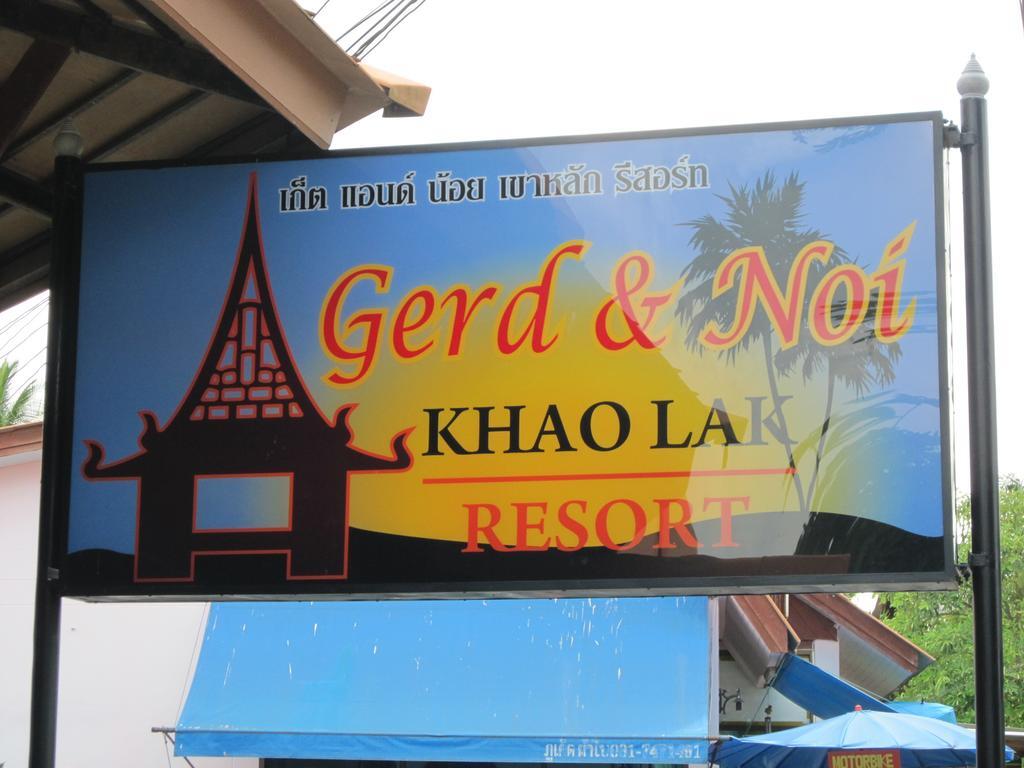 เก็ต แอนด์ น้อย เขาหลัก รีสอร์ท
Gerd & Noi
KHAO LAK
RESORT
MOTORBIKE